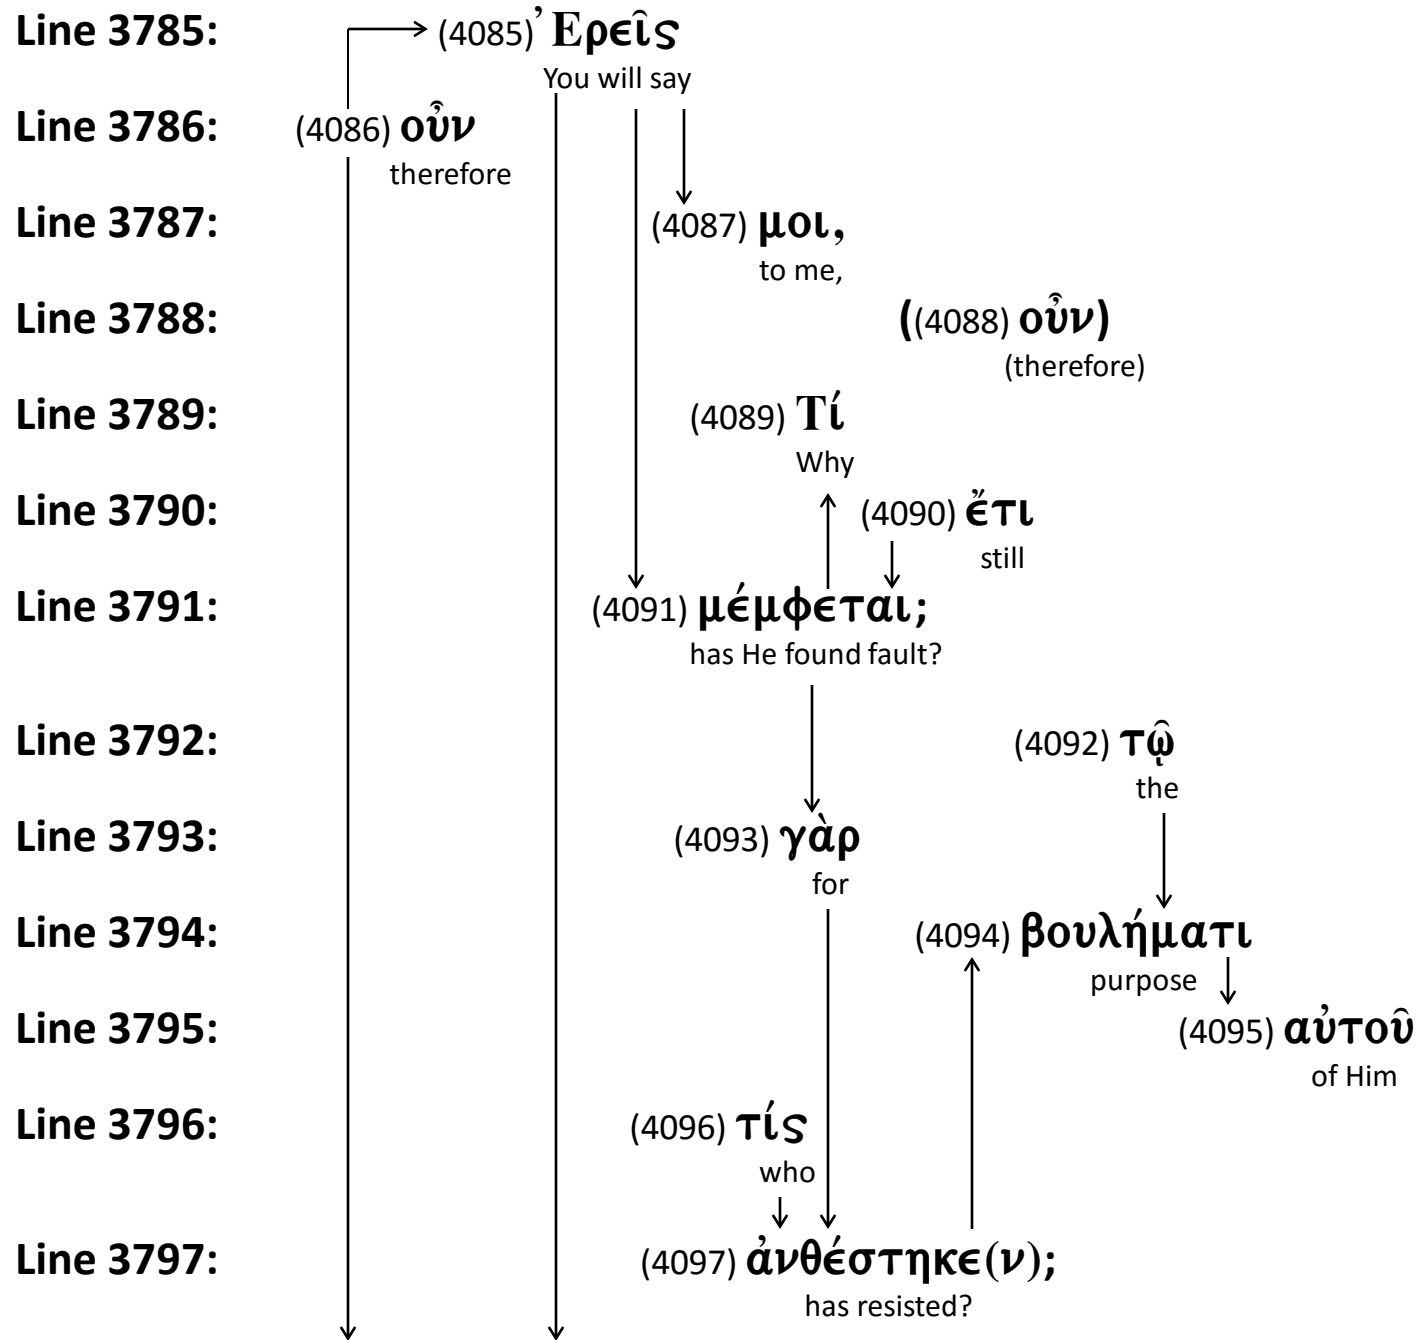 Line 3785: (4085) Ἐρεῖς
You will say
Line 3786: (4086) οὖν
therefore
Line 3787: (4087) μοι,
to me,
Line 3788: ((4088) οὖν)
(therefore)
Line 3789: (4089) Τί
Why
Line 3790: (4090) ἔτι
still
Line 3791: (4091) μέμφεται;
has He found fault?
Line 3792: (4092) τῷ
the
Line 3793: (4093) γὰρ
for
Line 3794: (4094) βουλήματι
purpose
Line 3795: (4095) αὐτοῦ
of Him
Line 3796: (4096) τίς
who
Line 3797: (4097) ἀνθέστηκε(ν);
has resisted?